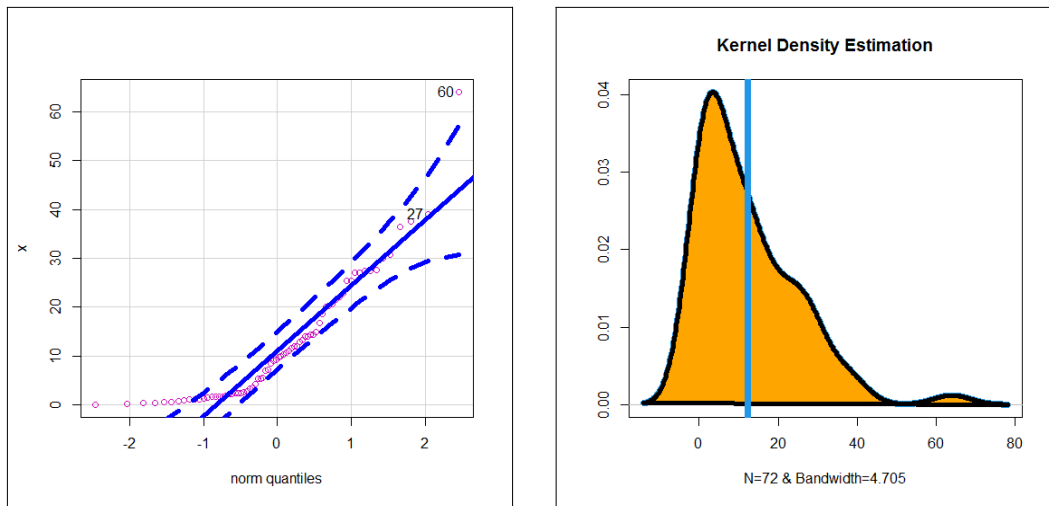 60
27
60
50
40
30
20
10
0
x
-2 -1 0 1 2
norm quantiles
Kernel Density Estimation
0.04
0.03
0.02
0.01
0.00
0 20 40 60 80
N=72 & Bandwidth=4.705